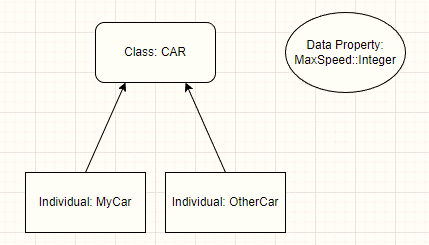 Class: CAR
Data Property:
MaxSpeed::Integer
Individual: MyCar
Individual: OtherCar